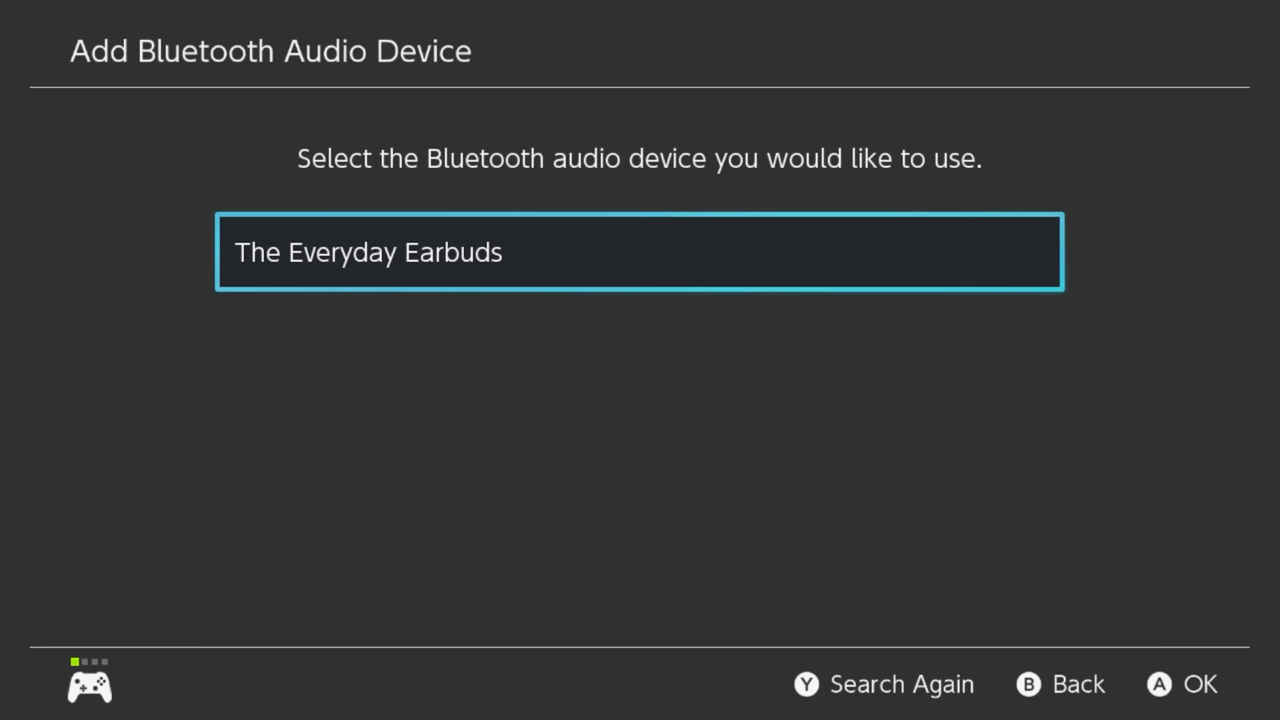 Add Bluetooth Audio Device
Select the Bluetooth audio device you would like to use.
The Everyday Earbuds
Y Search Again B Back A OK